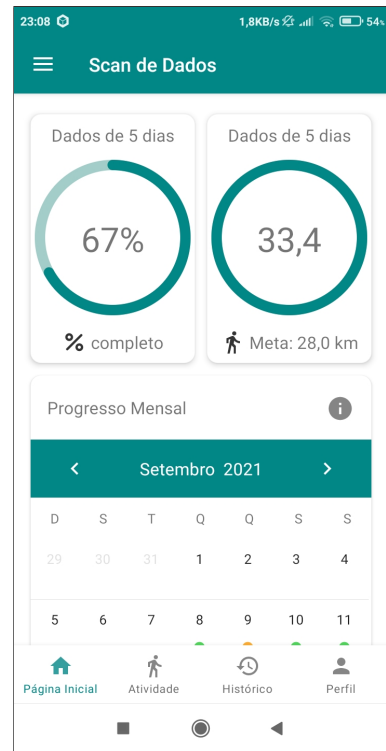 23:08 1,8KB/s 54%
Scan de Dados
Dados de 5 dias Dados de 5 dias
67% 33,4
% completo Meta: 28,0 km
Progresso Mensal
Setembro 2021
D S T Q Q S S
29 30 31 1 2 3 4
5 6 7 8 9 10 11
Página Inicial Atividade Histórico Perfil